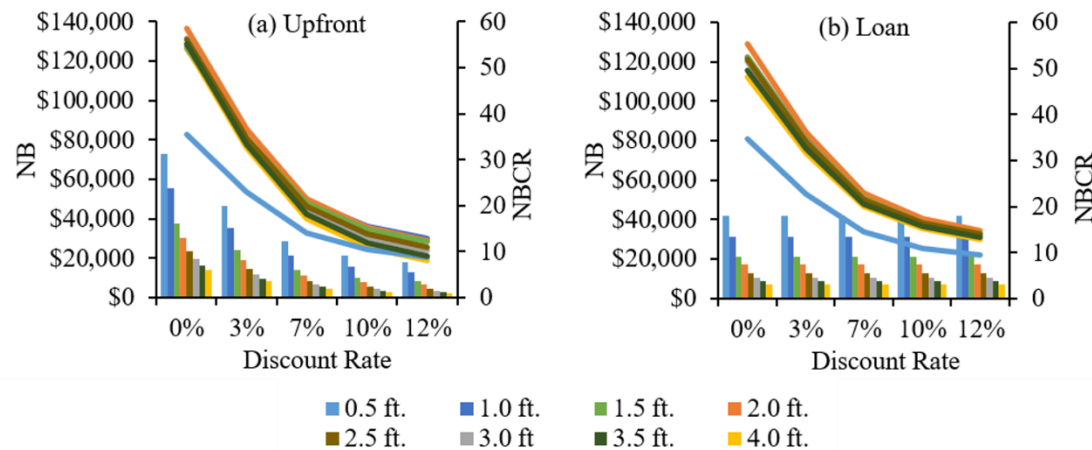 (a) Upfront
$140,000
$120,000
$100,000
$80,000
$60,000
$40,000
$20,000
$0
NB
60
50
40
30
20
10
0
NBCR
0% 3% 7% 10% 12%
Discount Rate
(b) Loan
$140,000
$120,000
$100,000
$80,000
$60,000
$40,000
$20,000
$0
NB
60
50
40
30
20
10
0
NBCR
0% 3% 7% 10% 12%
Discount Rate
0.5 ft. 1.0 ft. 1.5 ft. 2.0 ft.
2.5 ft. 3.0 ft 3.5 ft. 4.0 ft.